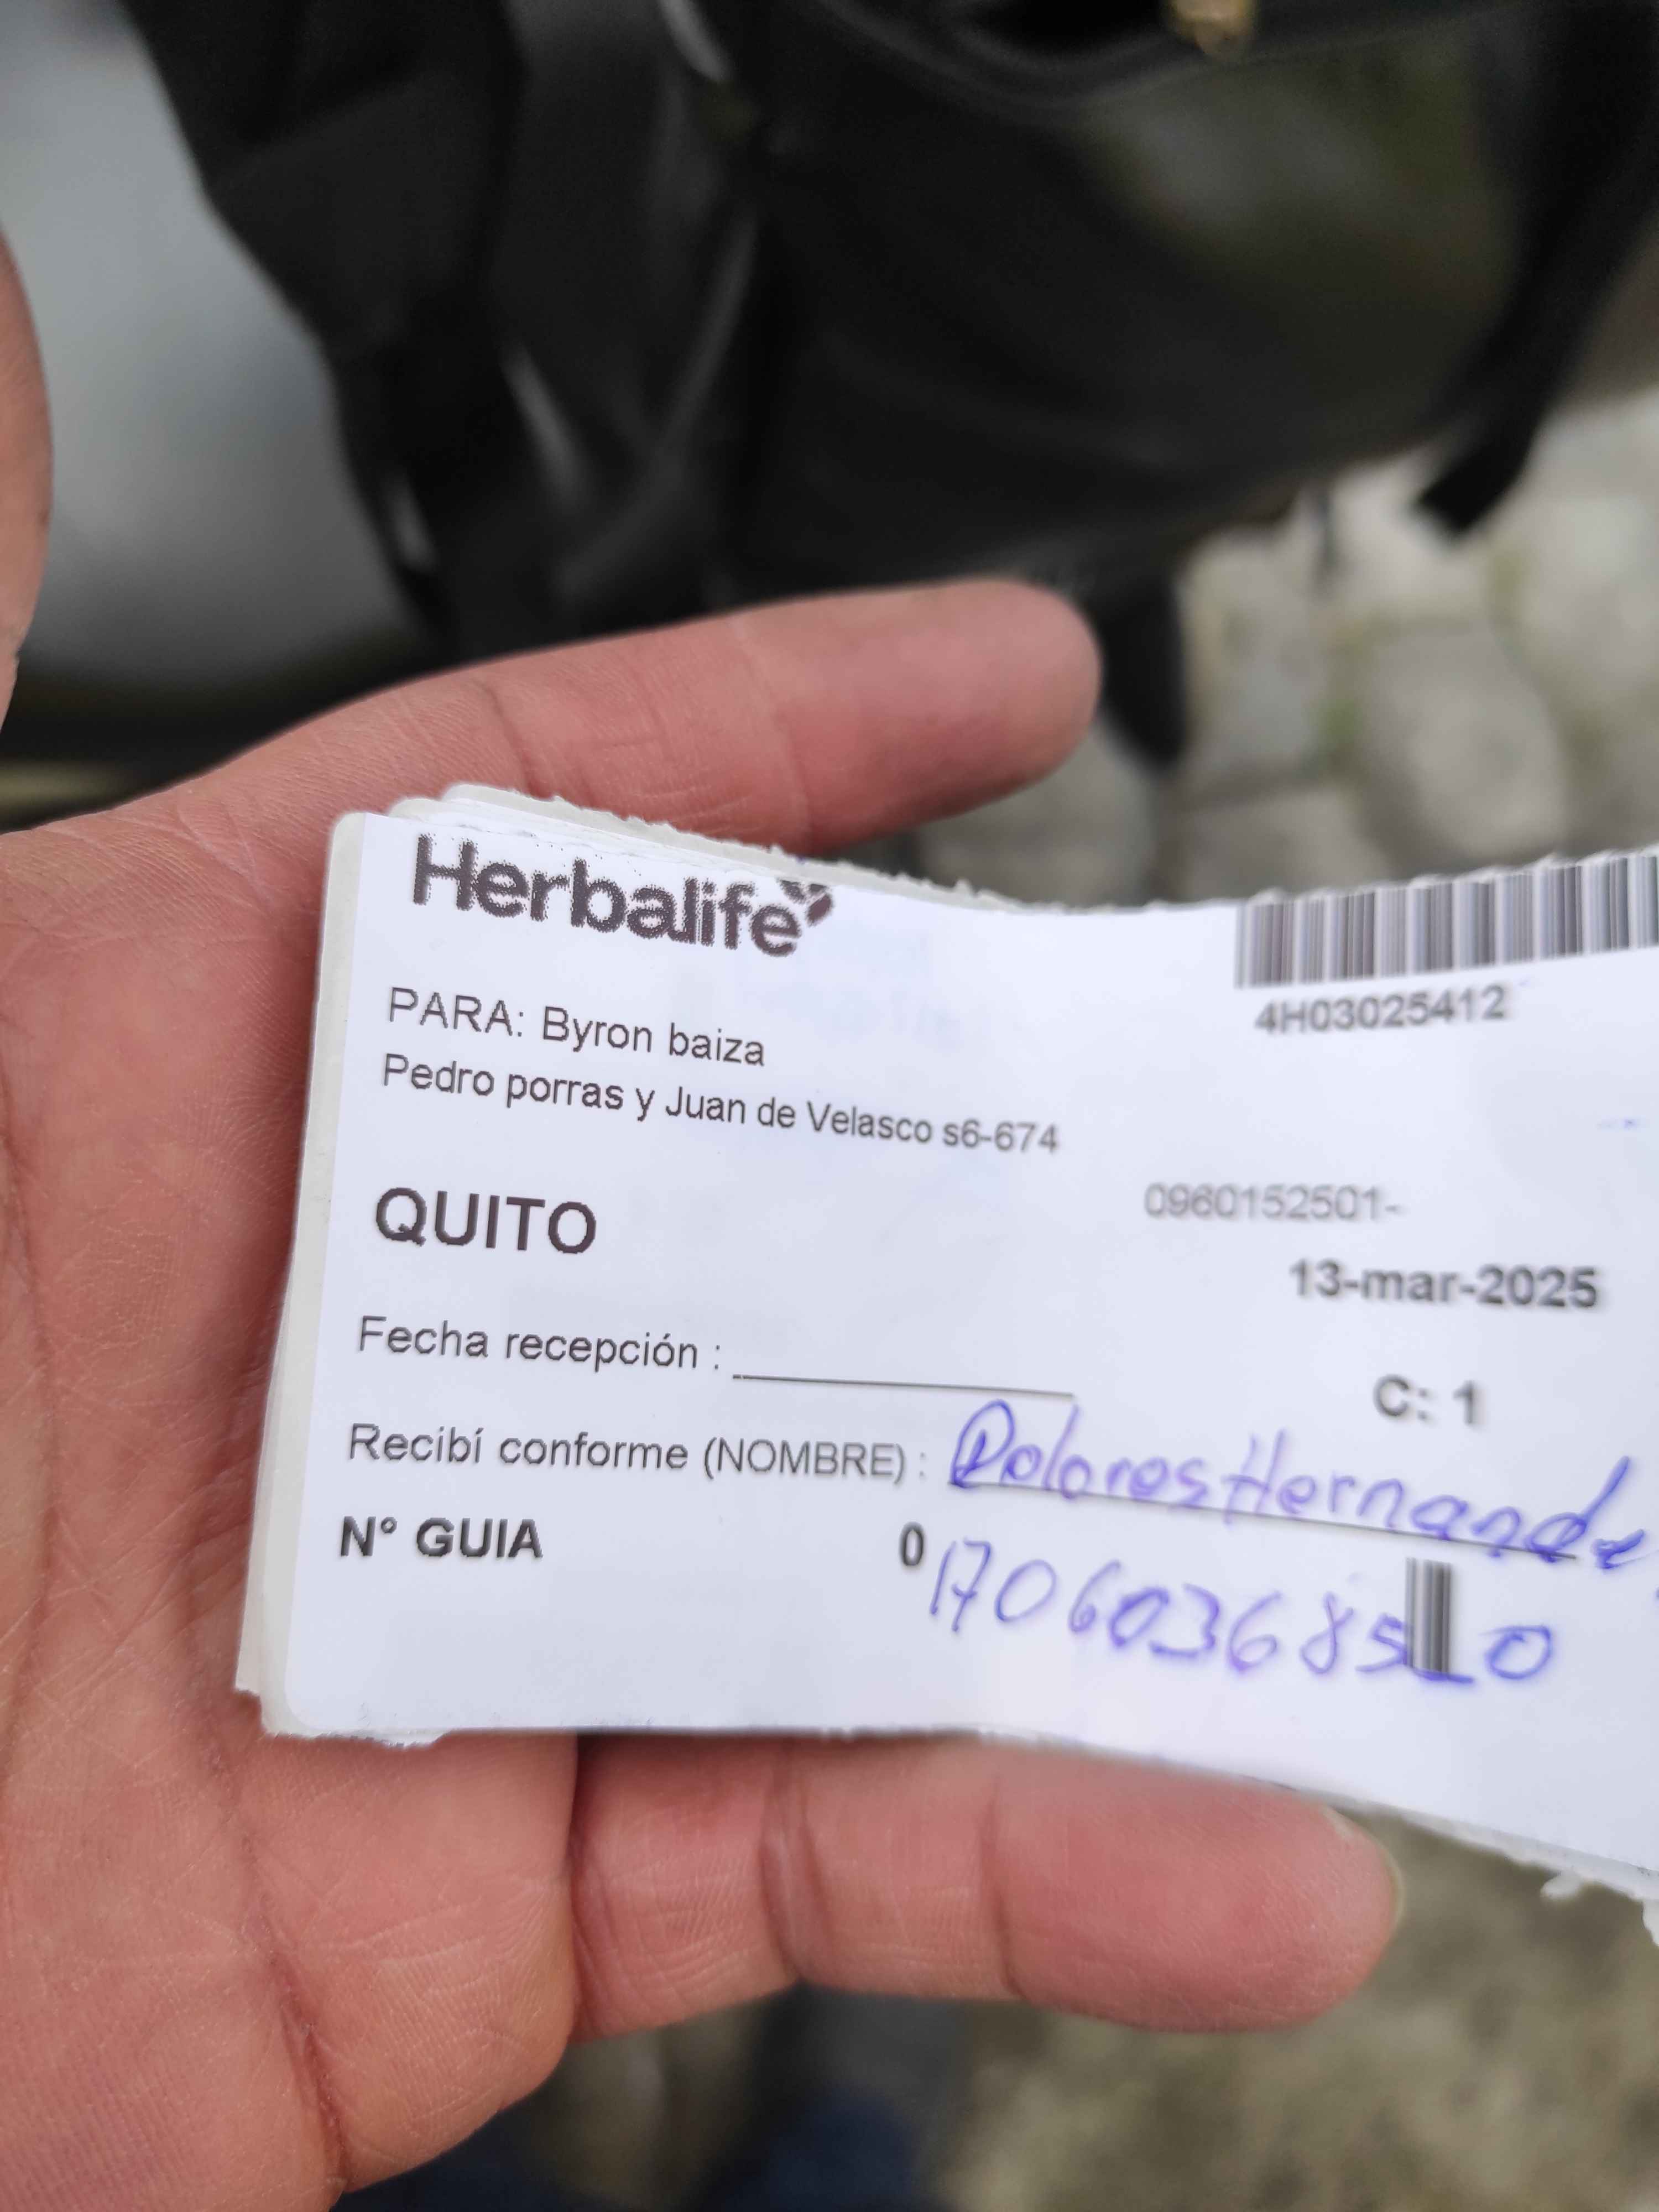 Herbalife
4H03025412
PARA: Byron baiza
Pedro porras y Juan de Velasco s6-674
0960152501-
QUITO
13-mar-2025
Fecha recepción :
C: 1
Recibí conforme (NOMBRE) : Dolores Hernande
N° GUIA 0